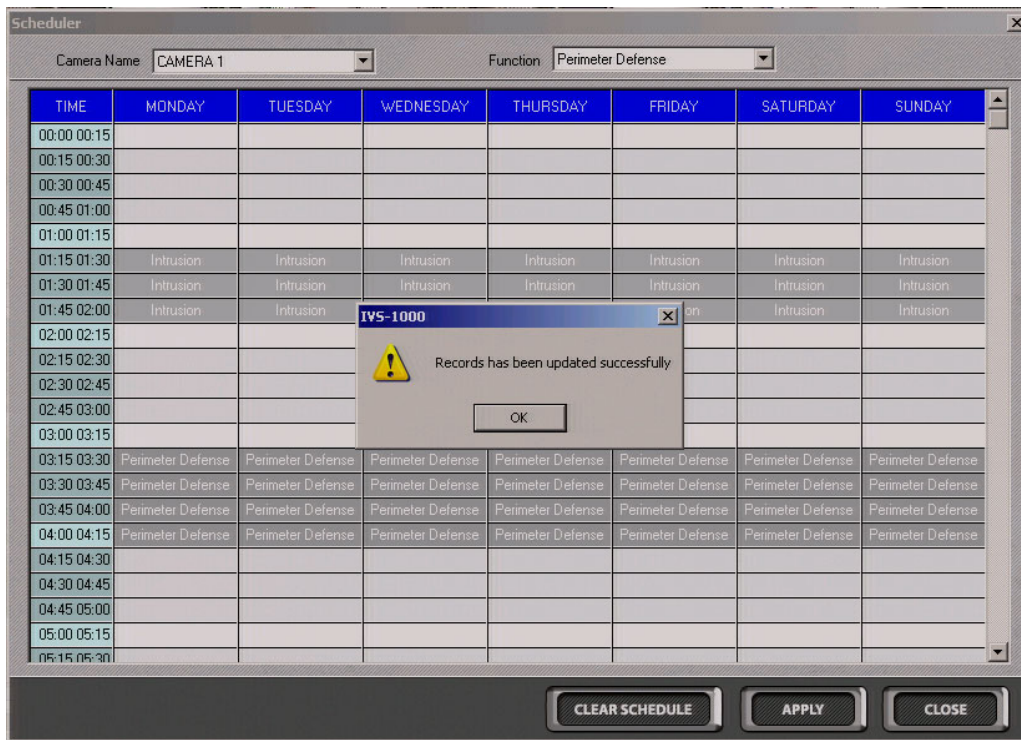 Scheduler
Camera Name CAMERA 1 Function Perimeter Defense
TIME MONDAY TUESDAY WEDNESDAY THURSDAY FRIDAY SATURDAY SUNDAY
00:00 00:15
00:15 00:30
00:30 00:45
00:45 01:00
01:00 01:15
01:15 01:30 Intrusion Intrusion Intrusion Intrusion Intrusion Intrusion Intrusion
01:30 01:45 Intrusion Intrusion Intrusion Intrusion Intrusion Intrusion Intrusion
01:45 02:00 Intrusion Intrusion on Intrusion Intrusion
IVS-1000
02:00 02:15
02:15 02:30
Records has been updated successfully
02:30 02:45
02:45 03:00
OK
03:00 03:15
03:15 03:30 Perimeter Defense Perimeter Defense Perimeter Defense Perimeter Defense Perimeter Defense Perimeter Defense Perimeter Defense
03:30 03:45 Perimeter Defense Perimeter Defense Perimeter Defense Perimeter Defense Perimeter Defense Perimeter Defense Perimeter Defense
03:45 04:00 Perimeter Defense Perimeter Defense Perimeter Defense Perimeter Defense Perimeter Defense Perimeter Defense Perimeter Defense
04:00 04:15 Perimeter Defense Perimeter Defense Perimeter Defense Perimeter Defense Perimeter Defense Perimeter Defense Perimeter Defense
04:15 04:30
04:30 04:45
04:45 05:00
05:00 05:15
05:15 05:30
CLEAR SCHEDULE APPLY CLOSE